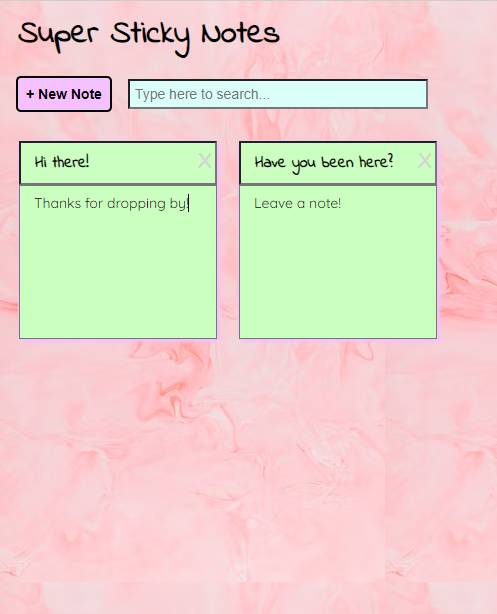 Super Sticky Notes
+ New Note
Type here to search...
Hi there! X
Have you been here? X
Thanks for dropping by!
Leave a note!